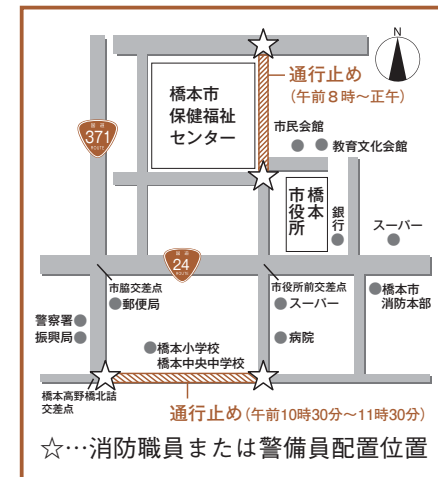 N
通行止め
(午前8時〜正午)
橋本市
保健福祉
センター
国道
371
ROUTE
市民会館
教育文化会館
橋本
市役所
銀行
スーパー
国道
24
ROUTE
市脇交差点
郵便局
市役所前交差点
スーパー
橋本市
消防本部
警察署
振興局
病院
橋本小学校
橋本中央中学校
橋本高野橋北詰
交差点
通行止め(午前10時30分〜11時30分)
☆…消防職員または警備員配置位置